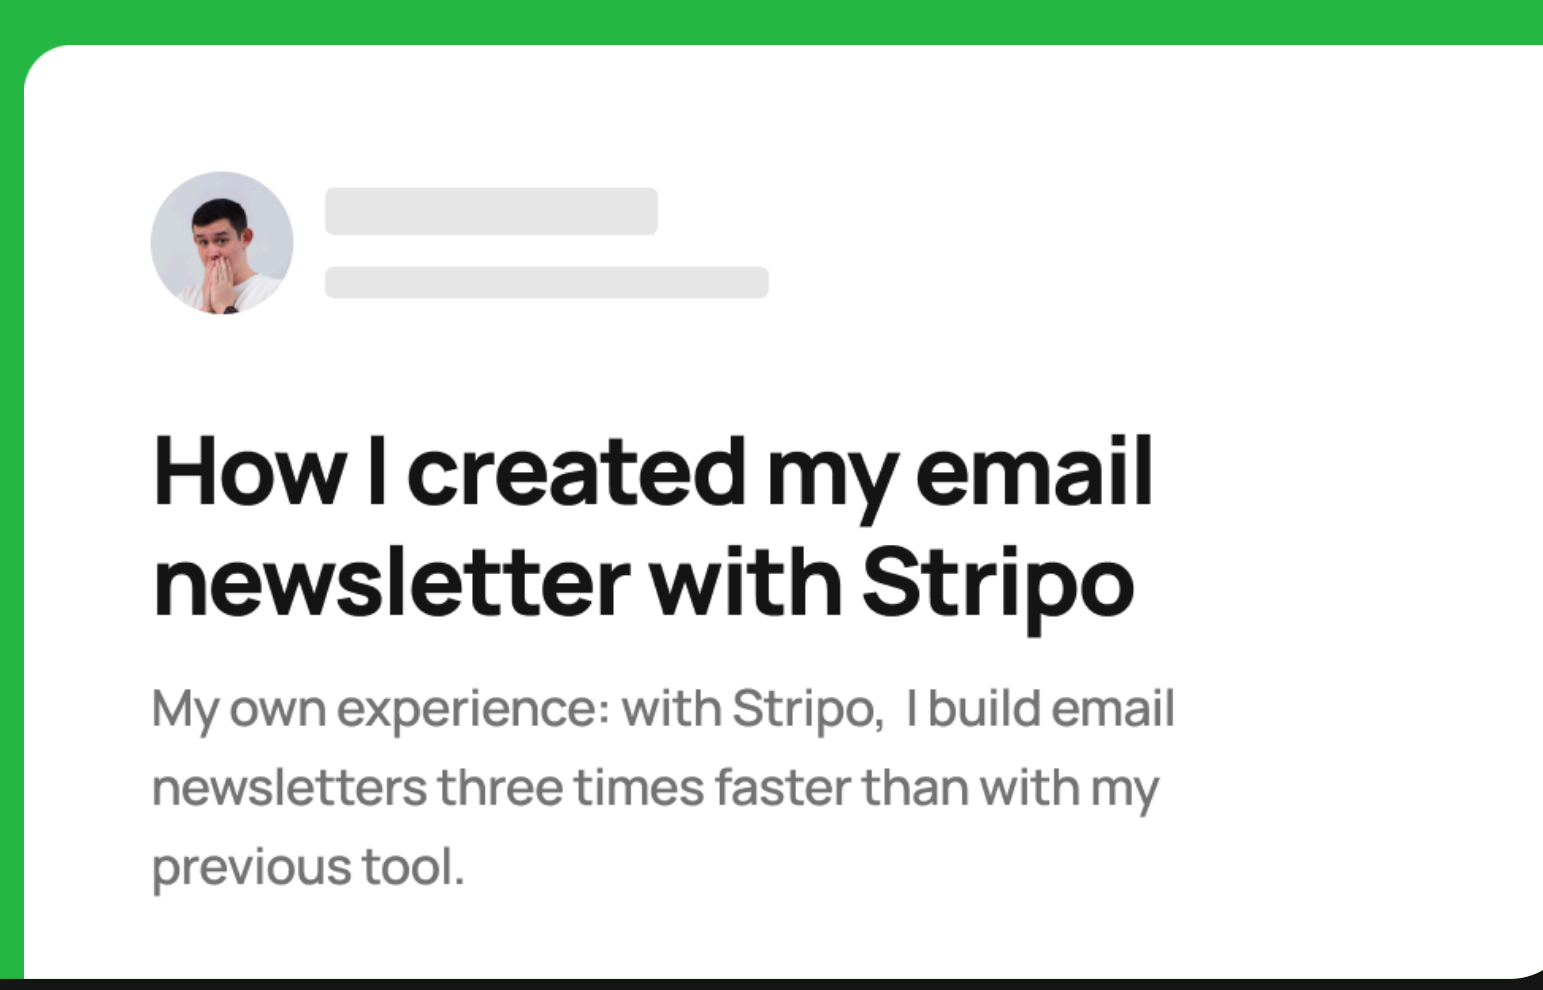 How I created my email
newsletter with Stripo
My own experience: with Stripo,  I build email
newsletters three times faster than with my
previous tool.